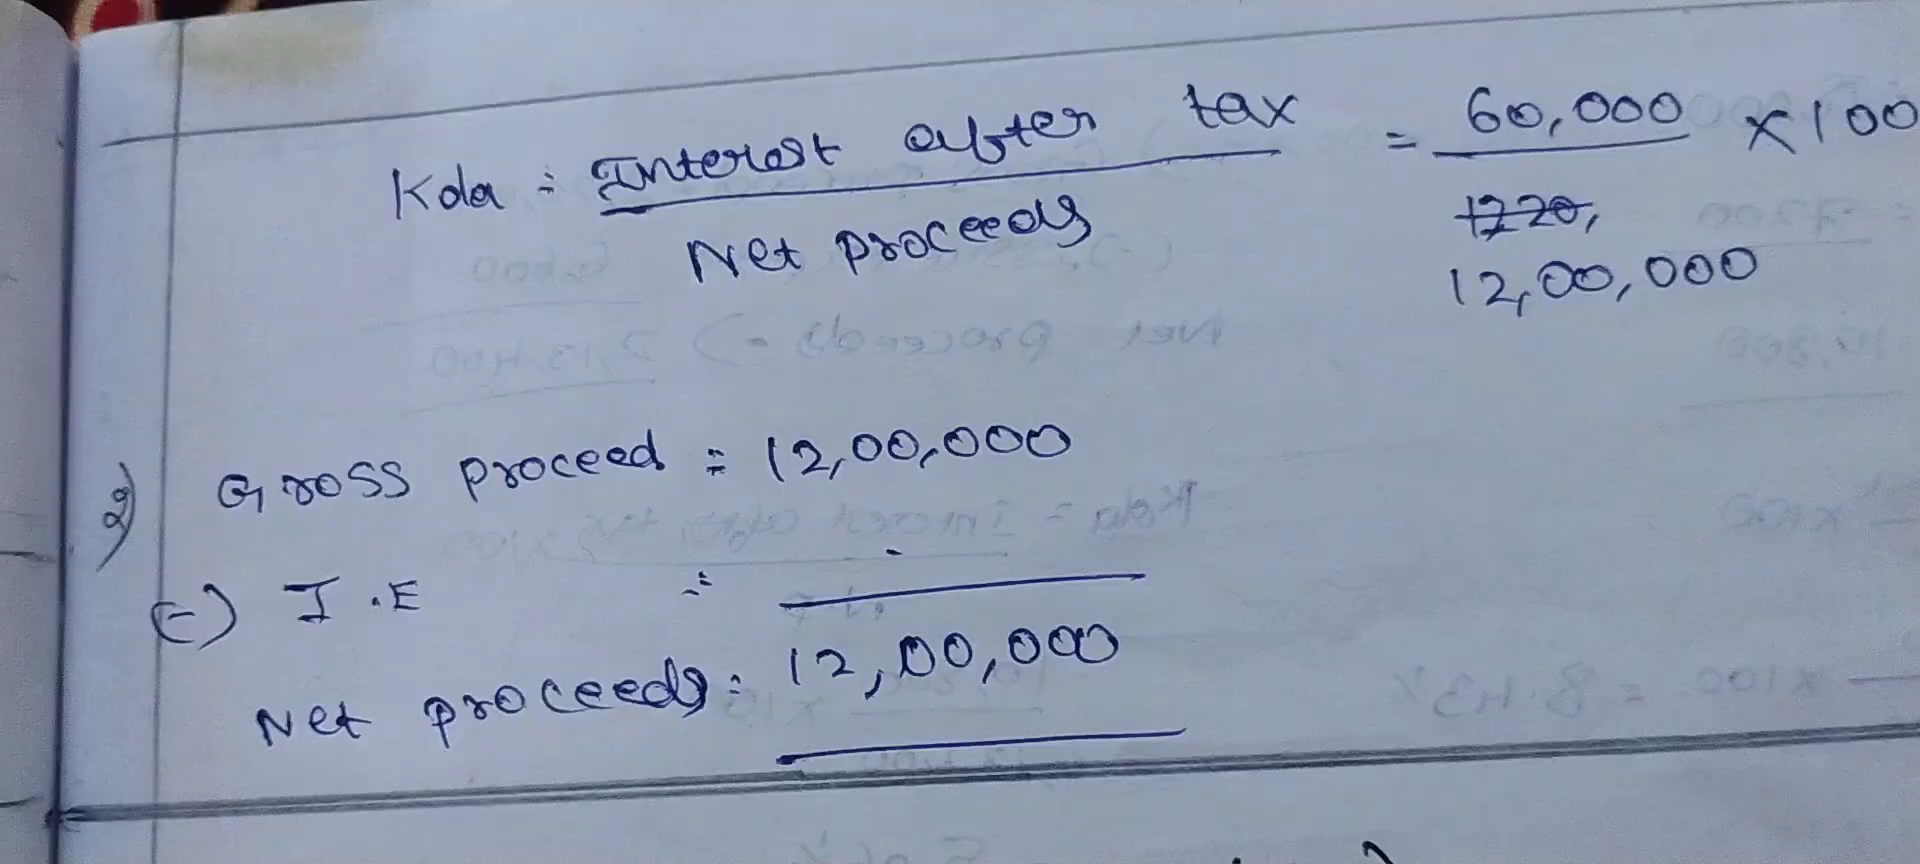 Kda = Interest after tax = 60,000 x 100
Net proceeds 1220,
12,00,000
2) Gross proceed = 12,00,000
(-) I.E = -
Net proceeds = 12,00,000